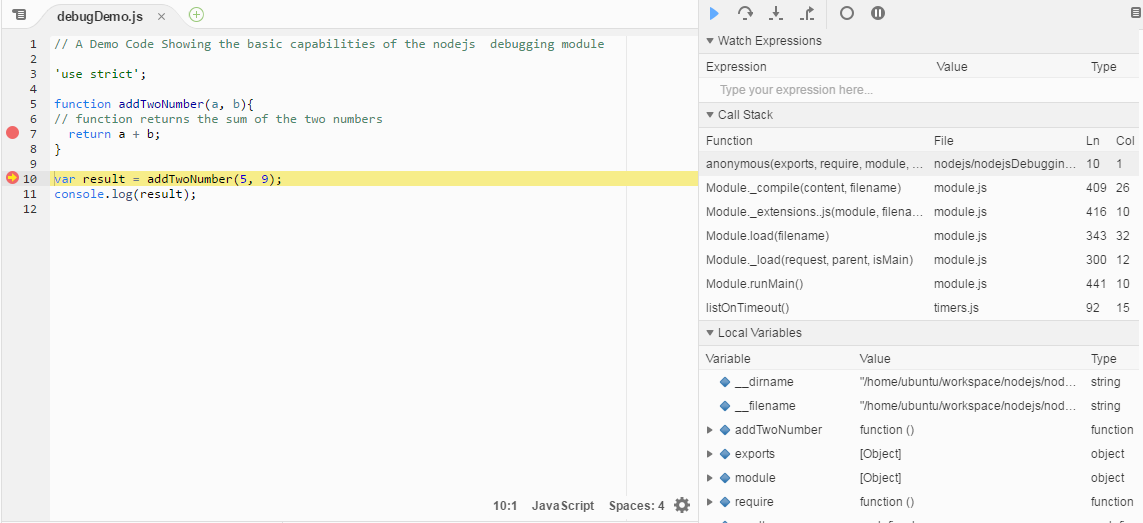 debugDemo.js
1 // A Demo Code Showing the basic capabilities of the nodejs  debugging module
2
3 'use strict';
4
5 function addTwoNumber(a, b){
6 // function returns the sum of the two numbers
7   return a + b;
8 }
9
10 var result = addTwoNumber(5, 9);
11 console.log(result);
12
10:1 JavaScript Spaces: 4
Watch Expressions
Expression Value Type
Type your expression here...
Call Stack
Function File Ln Col
anonymous(exports, require, module, ... nodejs/nodejsDebuggin... 10 1
Module._compile(content, filename) module.js 409 26
Module._extensions..js(module, filena... module.js 416 10
Module.load(filename) module.js 343 32
Module._load(request, parent, isMain) module.js 300 12
Module.runMain() module.js 441 10
listOnTimeout() timers.js 92 15
Local Variables
Variable Value Type
__dirname "/home/ubuntu/workspace/nodejs/nod... string
__filename "/home/ubuntu/workspace/nodejs/nod... string
addTwoNumber function () function
exports [Object] object
module [Object] object
require function () function